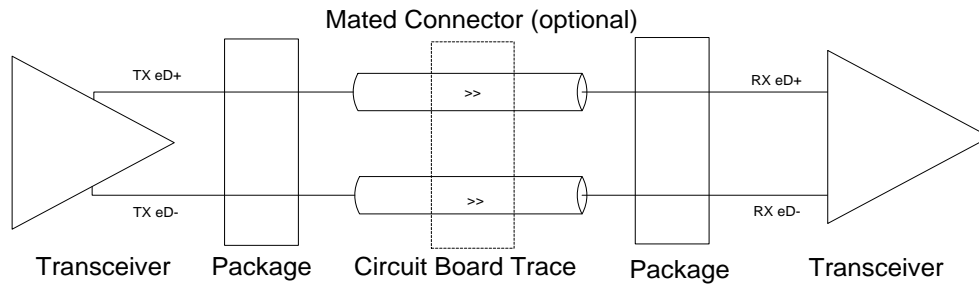 Mated Connector (optional)
TX eD+
>>
RX eD+
TX eD-
>>
RX eD-
Transceiver
Package
Circuit Board Trace
Package
Transceiver